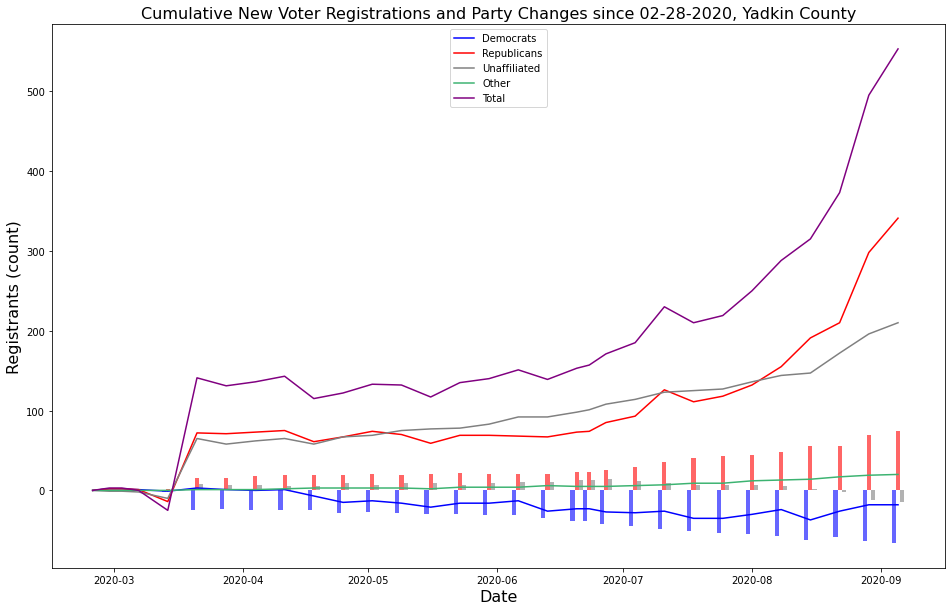 Cumulative New Voter Registrations and Party Changes since 02-28-2020, Yadkin County
Democrats
Republicans
Unaffiliated
Other
Total
Registrants (count)
500
400
300
200
100
0
2020-03 2020-04 2020-05 2020-06 2020-07 2020-08 2020-09
Date